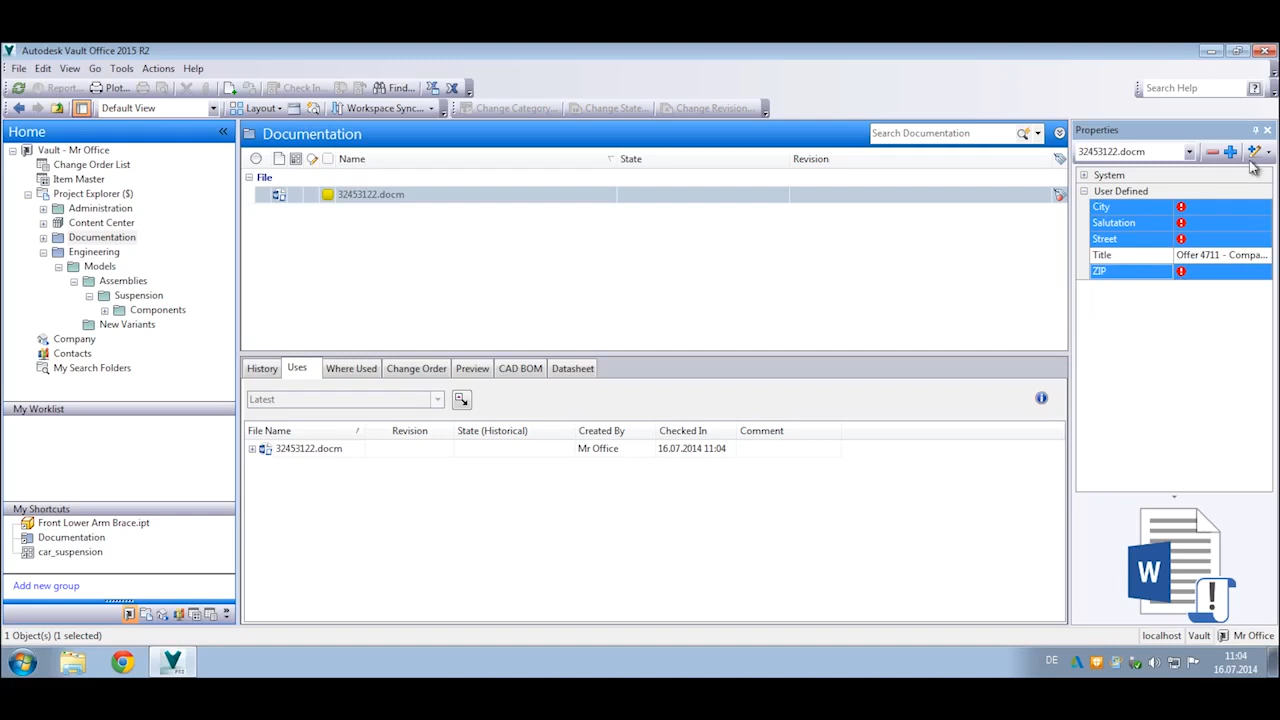 Autodesk Vault Office 2015 R2
File Edit View Go Tools Actions Help
Report... Plot... Check In... Find...
Default View Layout Workspace Sync... Change Category... Change State... Change Revision... Search Help
Home
Vault - Mr Office
Change Order List
Item Master
Project Explorer ($)
Administration
Content Center
Documentation
Engineering
Models
Assemblies
Suspension
Components
New Variants
Company
Contacts
My Search Folders
My Worklist
My Shortcuts
Front Lower Arm Brace.ipt
Documentation
car_suspension
Add new group
Documentation Search Documentation
Name State Revision
File
32453122.docm
History Uses Where Used Change Order Preview CAD BOM Datasheet
Latest
File Name Revision State (Historical) Created By Checked In Comment
32453122.docm Mr Office 16.07.2014 11:04
Properties
32453122.docm
System
User Defined
City
Salutation
Street
Title Offer 4711 - Compa...
ZIP
W
1 Object(s) (1 selected) localhost Vault Mr Office
DE 11:04
16.07.2014